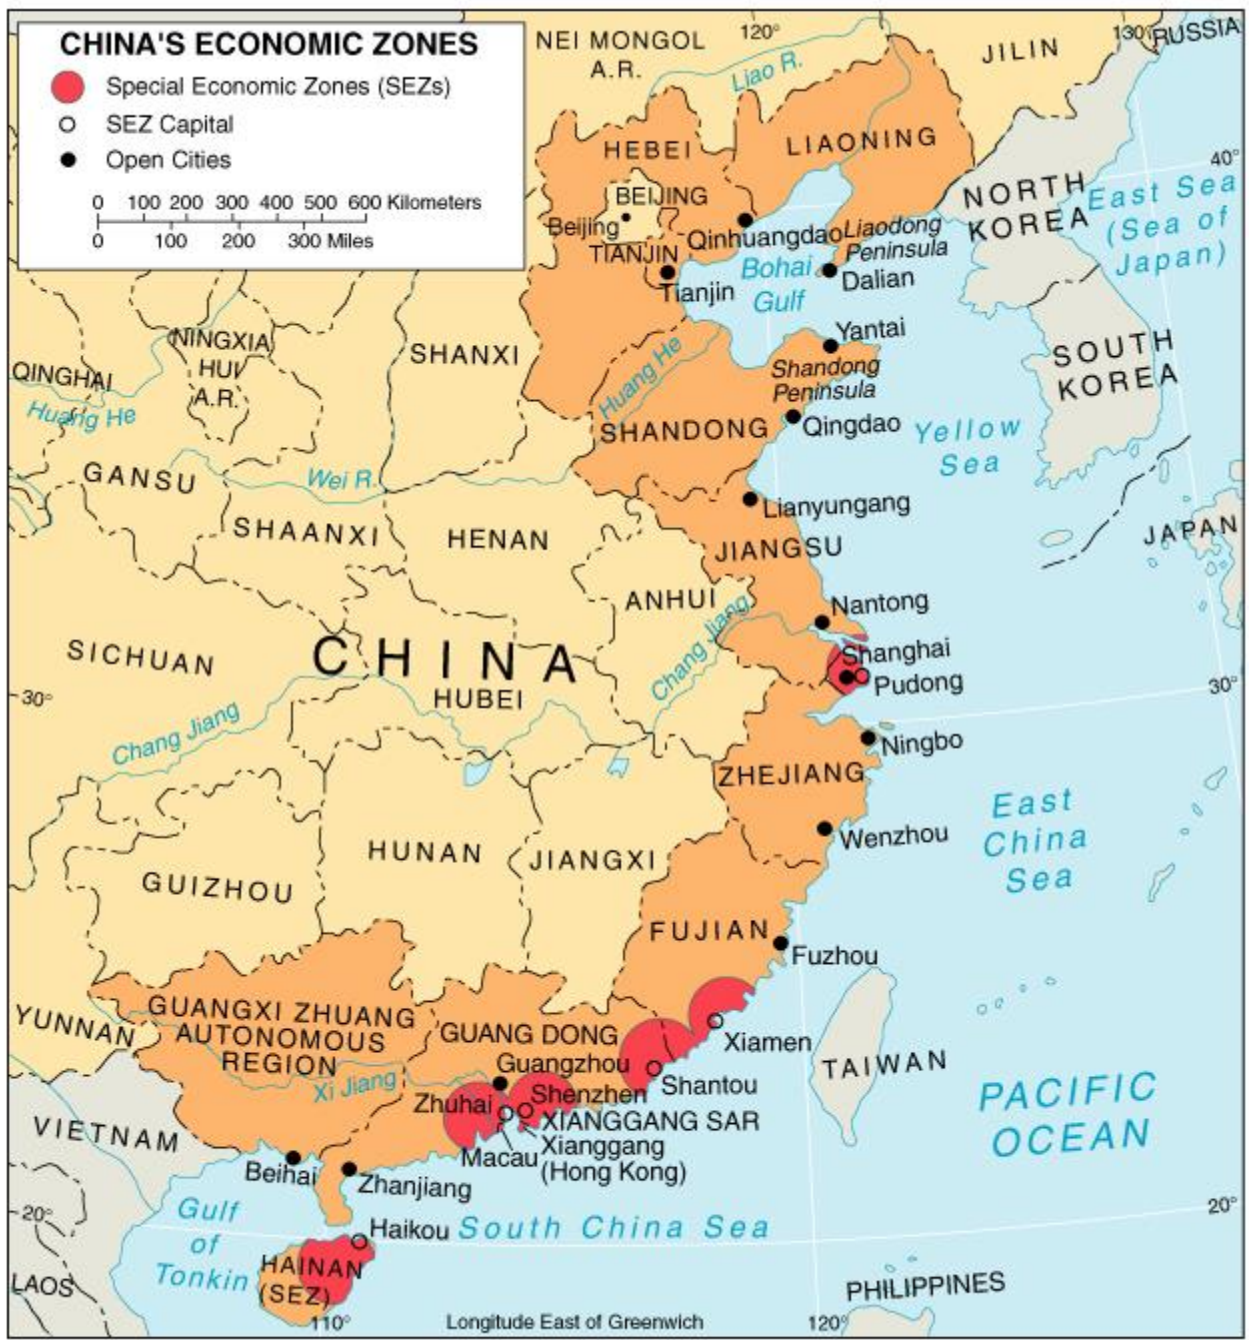 CHINA'S ECONOMIC ZONES
Special Economic Zones (SEZs)
SEZ Capital
Open Cities
0 100 200 300 400 500 600 Kilometers
0 100 200 300 Miles
NEI MONGOL
A.R.
120°
130°
RUSSIA
JILIN
Liao R.
LIAONING
HEBEI
40°
BEIJING
Beijing
NORTH
KOREA
East Sea
(Sea of
Japan)
Qinhuangdao
Liaodong
Peninsula
TIANJIN
Tianjin
Bohai
Gulf
Dalian
Yantai
NINGXIA
HUI
A.R.
SHANXI
SOUTH
KOREA
QINGHAI
Huang He
Huang He
Shandong
Peninsula
SHANDONG
Qingdao
Yellow
Sea
GANSU
Wei R.
Lianyungang
SHAANXI
HENAN
JIANGSU
JAPAN
ANHUI
Nantong
Chang Jiang
SICHUAN
CHINA
Shanghai
Pudong
HUBEI
30°
30°
Chang Jiang
Ningbo
ZHEJIANG
East
China
Sea
Wenzhou
HUNAN
JIANGXI
GUIZHOU
FUJIAN
Fuzhou
YUNNAN
GUANGXI ZHUANG
AUTONOMOUS
REGION
GUANG DONG
Guangzhou
Xiamen
TAIWAN
Xi Jiang
Shantou
Zhuhai
Shenzhen
XIANGGANG SAR
Xianggang
(Hong Kong)
Macau
PACIFIC
OCEAN
VIETNAM
Beihai
Zhanjiang
Gulf
of
Tonkin
20°
20°
Haikou
South China Sea
HAINAN
(SEZ)
LAOS
PHILIPPINES
110°
Longitude East of Greenwich
120°